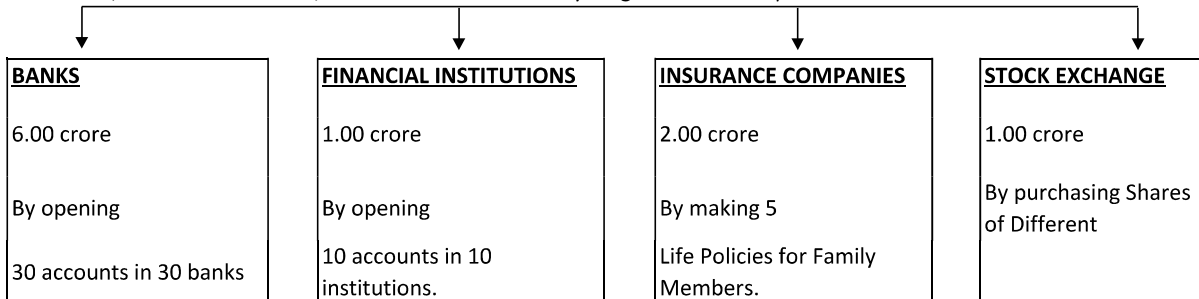 BANKS
6.00 crore
By opening
30 accounts in 30 banks
FINANCIAL INSTITUTIONS
1.00 crore
By opening
10 accounts in 10
institutions.
INSURANCE COMPANIES
2.00 crore
By making 5
Life Policies for Family
Members.
STOCK EXCHANGE
1.00 crore
By purchasing Shares
of Different